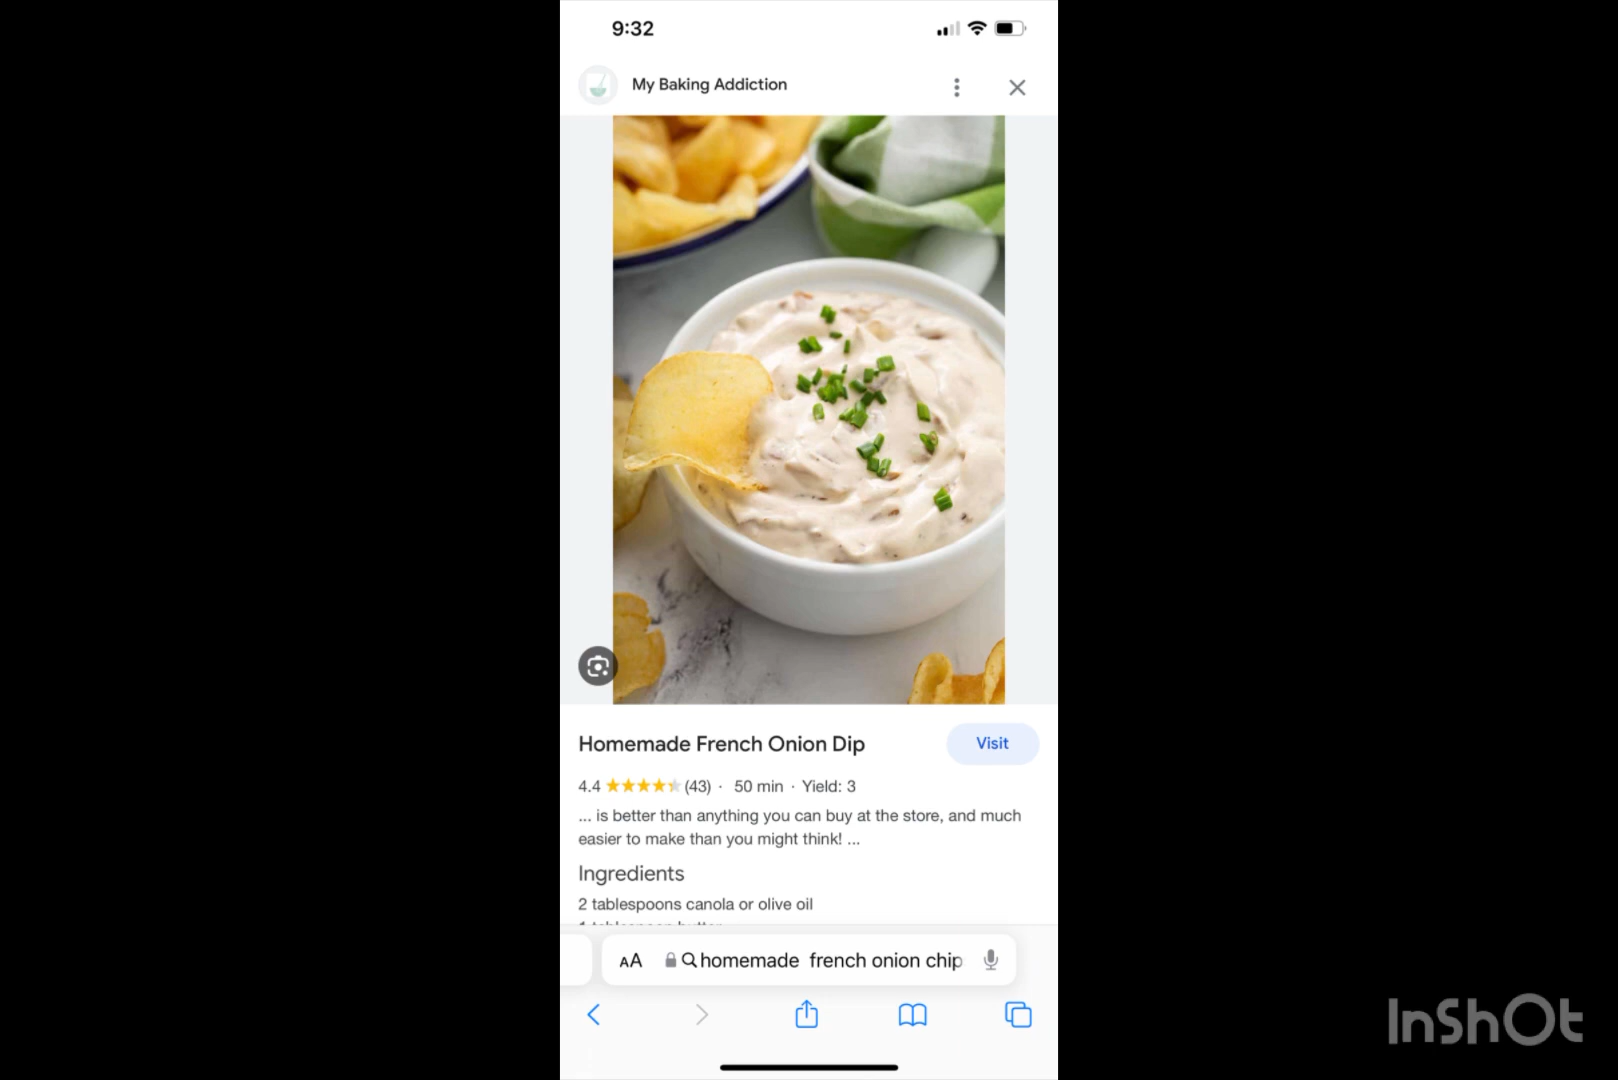 9:32
My Baking Addiction
Homemade French Onion Dip
Visit
4.4 ★★★★★ (43) · 50 min · Yield: 3
... is better than anything you can buy at the store, and much
easier to make than you might think! ...
Ingredients
2 tablespoons canola or olive oil
AA homemade french onion chip
InShOt